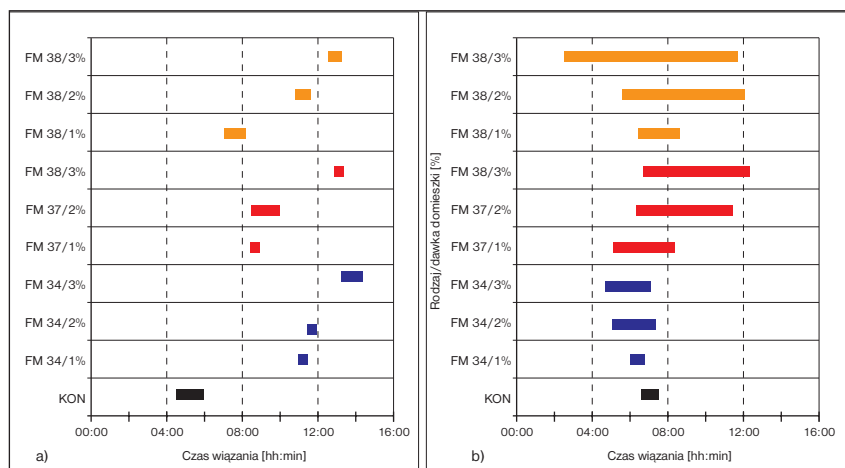 FM 38/3%
FM 38/2%
FM 38/1%
FM 38/3%
FM 37/2%
FM 37/1%
FM 34/3%
FM 34/2%
FM 34/1%
KON
00:00 04:00 08:00 12:00 16:00
a) Czas wiązania [hh:min]
Rodzaj/dawka domieszki [%]
FM 38/3%
FM 38/2%
FM 38/1%
FM 38/3%
FM 37/2%
FM 37/1%
FM 34/3%
FM 34/2%
FM 34/1%
KON
00:00 04:00 08:00 12:00 16:00
b) Czas wiązania [hh:min]